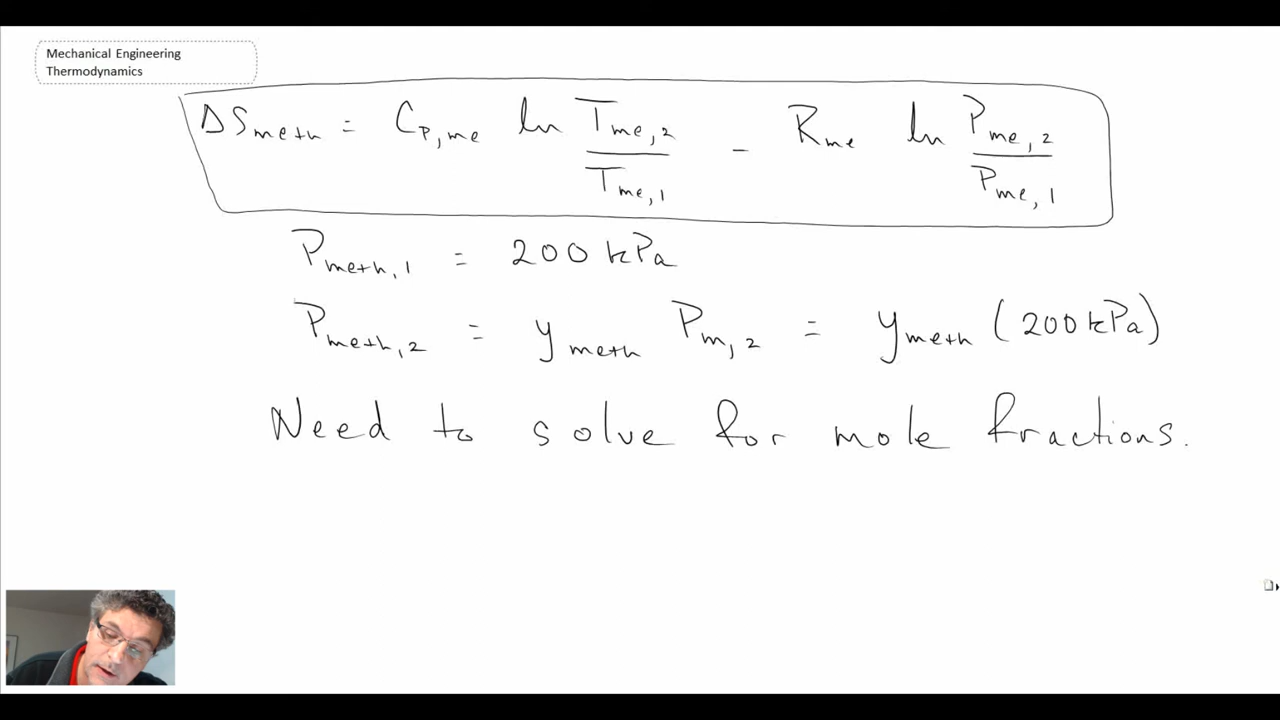 Mechanical Engineering
Thermodynamics
ΔS_meth = C_P,me ln T_me,2 / T_me,1 - R_me ln P_me,2 / P_me,1
P_meth,1 = 200 kPa
P_meth,2 = y_meth P_m,2 = y_meth (200 kPa)
Need to solve for mole fractions.